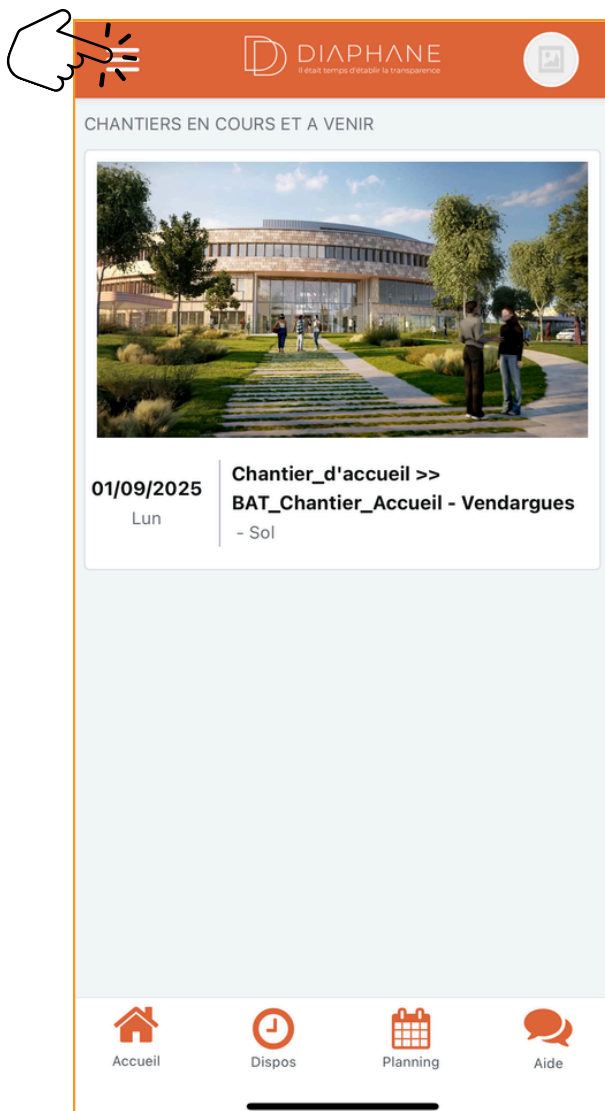 DIAPHANE
Il était temps d'établir la transparence
CHANTIERS EN COURS ET A VENIR
01/09/2025
Lun
Chantier_d'accueil >>
BAT_Chantier_Accueil - Vendargues
- Sol
Accueil
Dispos
Planning
Aide